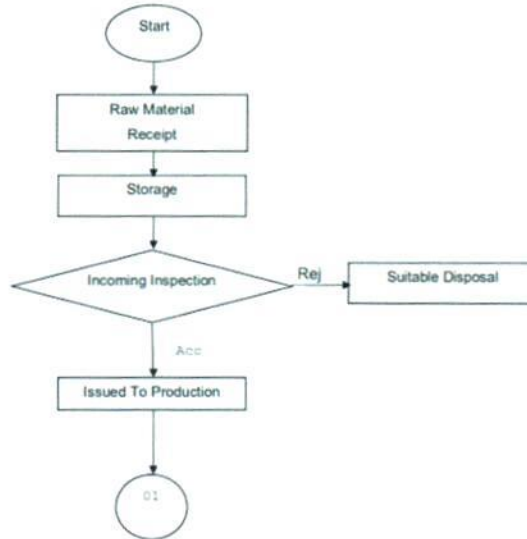 Start
Raw Material
Receipt
Storage
Incoming Inspection
Rej
Suitable Disposal
Acc
Issued To Production
01